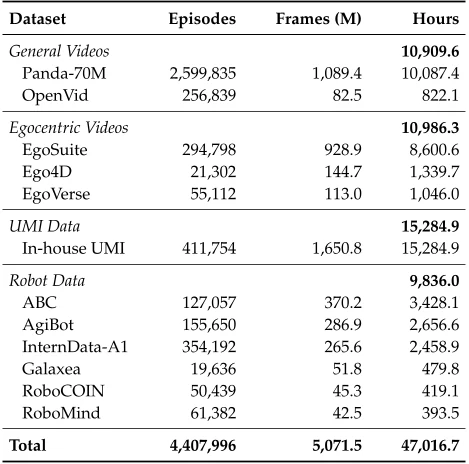 Dataset Episodes Frames (M) Hours
General Videos 10,909.6
Panda-70M 2,599,835 1,089.4 10,087.4
OpenVid 256,839 82.5 822.1
Egocentric Videos 10,986.3
EgoSuite 294,798 928.9 8,600.6
Ego4D 21,302 144.7 1,339.7
EgoVerse 55,112 113.0 1,046.0
UMI Data 15,284.9
In-house UMI 411,754 1,650.8 15,284.9
Robot Data 9,836.0
ABC 127,057 370.2 3,428.1
AgiBot 155,650 286.9 2,656.6
InternData-A1 354,192 265.6 2,458.9
Galaxea 19,636 51.8 479.8
RoboCOIN 50,439 45.3 419.1
RoboMind 61,382 42.5 393.5
Total 4,407,996 5,071.5 47,016.7